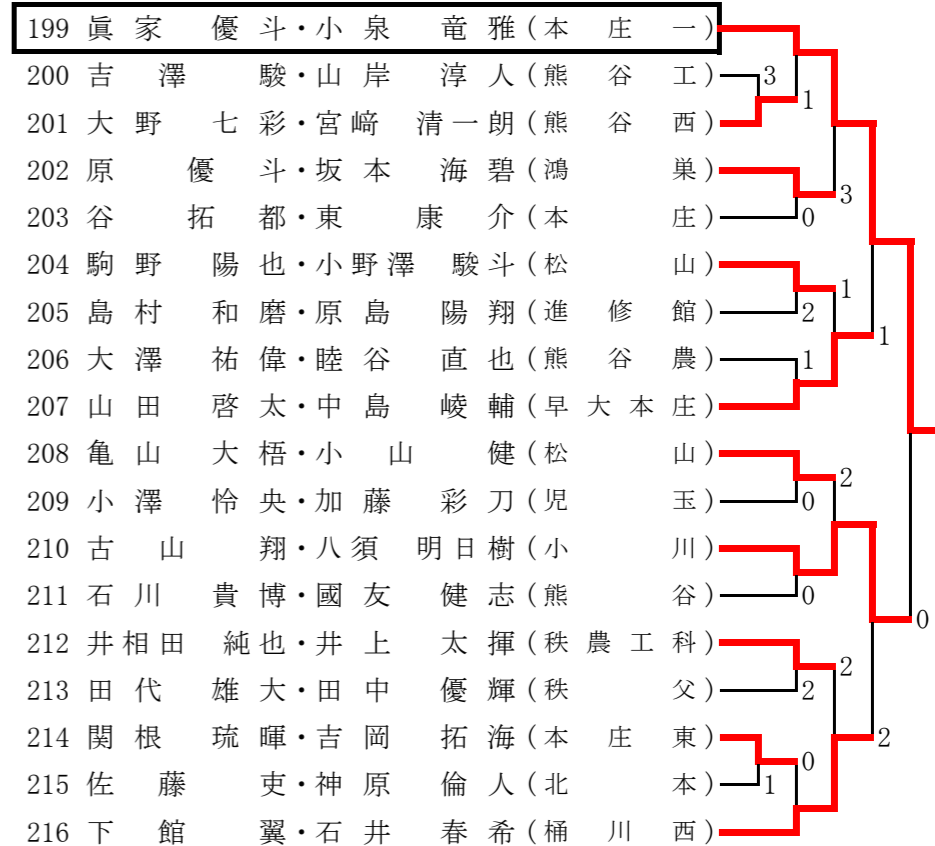 199 眞家 優斗・小泉 竜雅(本庄一)
200 吉澤 駿・山岸 淳人(熊谷工) 3
1
201 大野 七彩・宮﨑 清一朗(熊谷西)
202 原 優斗・坂本 海碧(鴻巣)
3
203 谷 拓都・東 康介(本庄) 0
204 駒野 陽也・小野澤 駿斗(松山)
1
205 島村 和磨・原島 陽翔(進修館) 2
1
206 大澤 祐偉・睦谷 直也(熊谷農) 1
207 山田 啓太・中島 崚輔(早大本庄)
208 亀山 大梧・小山 健(松山)
2
209 小澤 怜央・加藤 彩刀(児玉) 0
210 古山 翔・八須 明日樹(小川)
211 石川 貴博・國友 健志(熊谷) 0
0
212 井相田 純也・井上 太揮(秩農工科)
2
213 田代 雄大・田中 優輝(秩父) 2
214 関根 琉暉・吉岡 拓海(本庄東)
2
0
215 佐藤 吏・神原 倫人(北本) 1
216 下館 翼・石井 春希(桶川西)